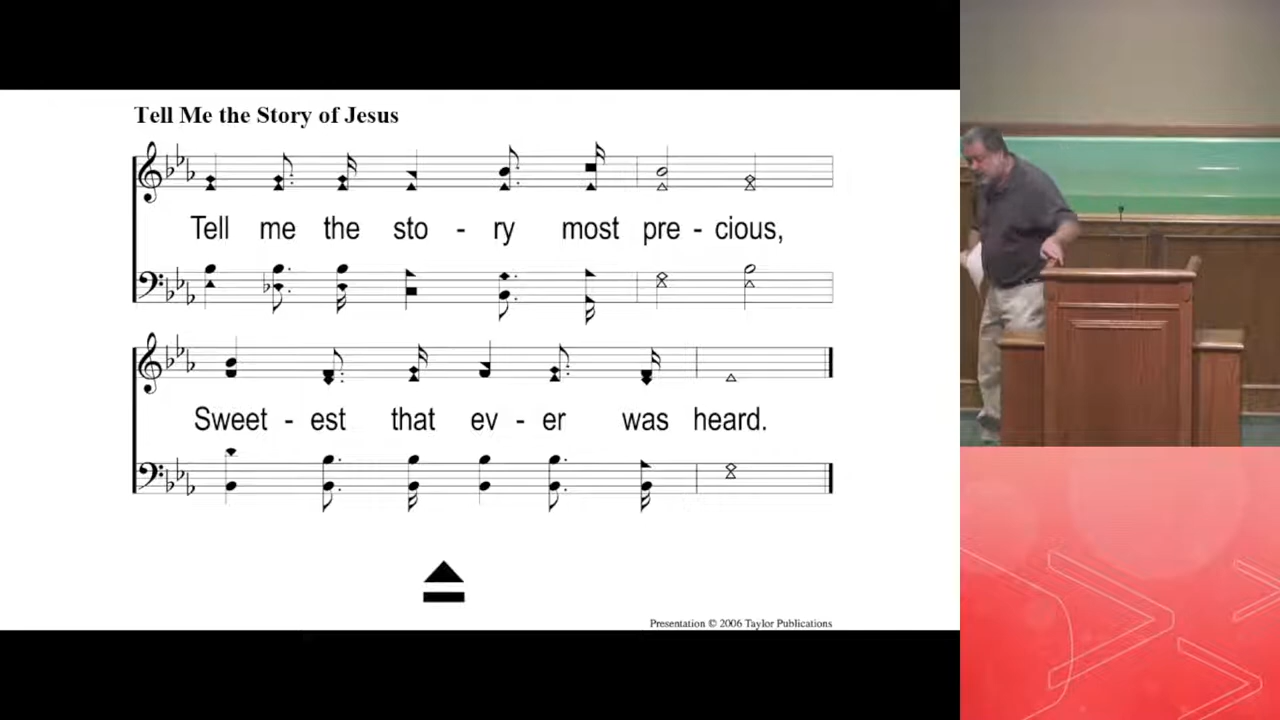 Tell Me the Story of Jesus
Tell me the sto - ry most pre - cious,
Sweet - est that ev - er was heard.
Presentation © 2006 Taylor Publications